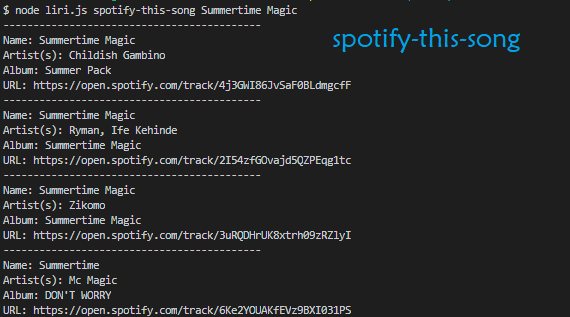 $ node liri.js spotify-this-song Summertime Magic
------------------------------------------
spotify-this-song
Name: Summertime Magic
Artist(s): Childish Gambino
Album: Summer Pack
URL: https://open.spotify.com/track/4j3GWI86JvSaF0BLdmgcfF
------------------------------------------
Name: Summertime Magic
Artist(s): Ryman, Ife Kehinde
Album: Summertime Magic
URL: https://open.spotify.com/track/2I54zfGOvajd5QZPEqg1tc
------------------------------------------
Name: Summertime Magic
Artist(s): Zikomo
Album: Summertime Magic
URL: https://open.spotify.com/track/3uRQDHrUK8xtrh09zRZlyI
------------------------------------------
Name: Summertime
Artist(s): Mc Magic
Album: DON'T WORRY
URL: https://open.spotify.com/track/6Ke2YOUAKfEVz9BXI031PS